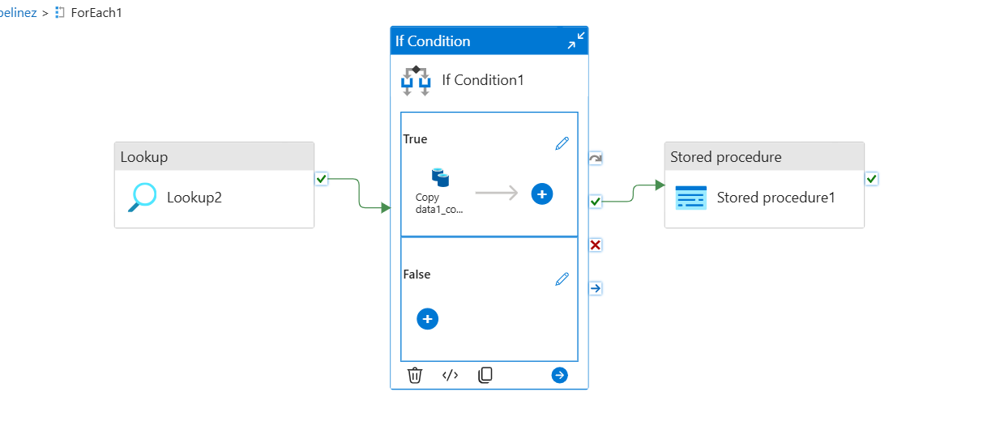 pelinez > ForEach1
If Condition
If Condition1
True
Copy
data1_co...
False
Lookup
Lookup2
Stored procedure
Stored procedure1